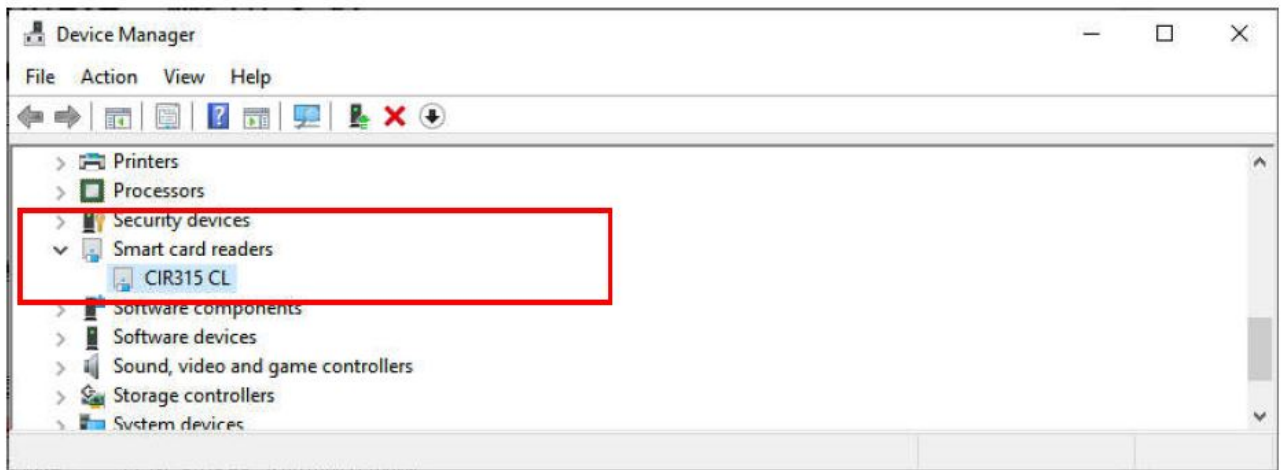 Device Manager
File Action View Help
Printers
Processors
Security devices
Smart card readers
CIR315 CL
Software components
Software devices
Sound, video and game controllers
Storage controllers
System devices